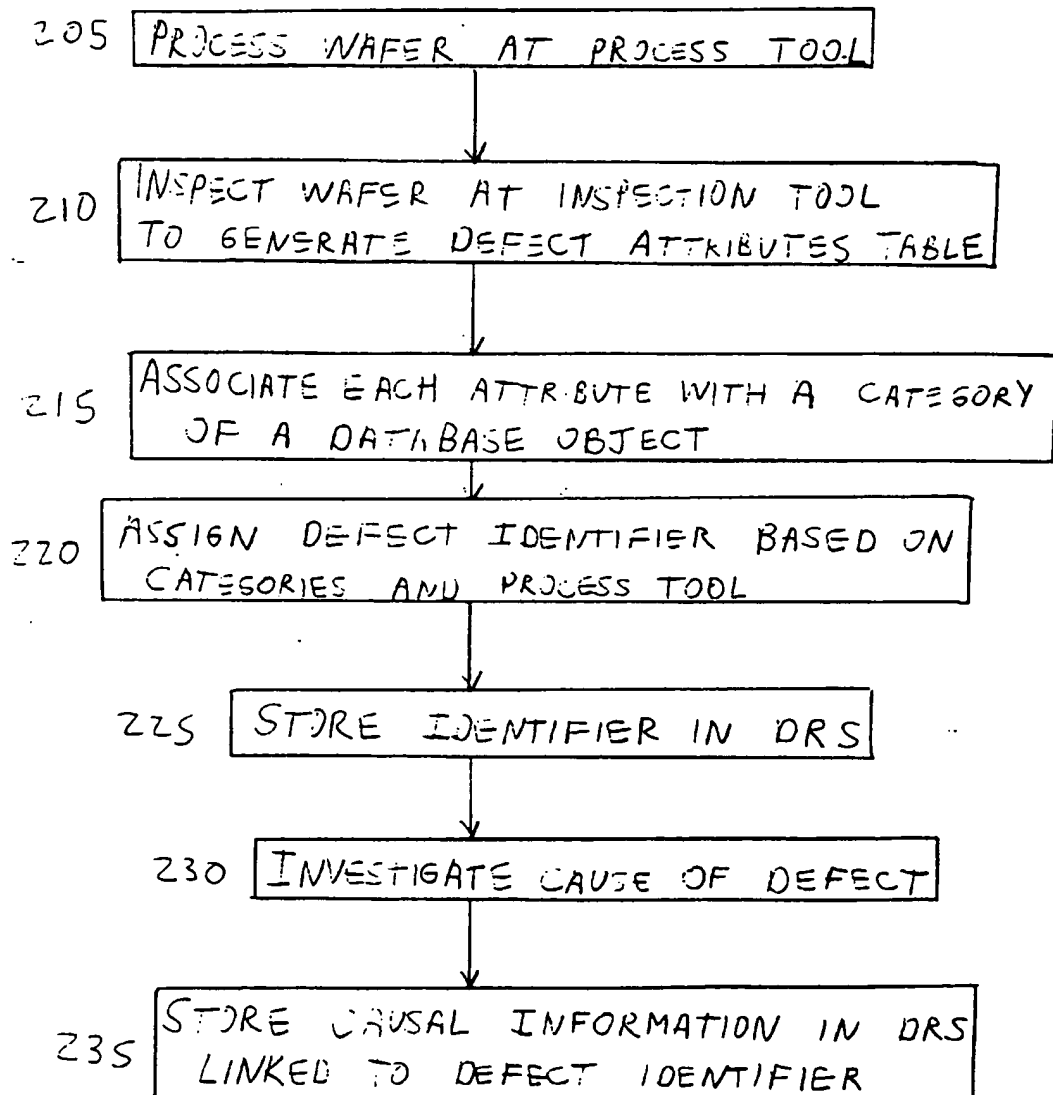 205 PROCESS WAFER AT PROCESS TOOL
210 INSPECT WAFER AT INSPECTION TOOL
TO GENERATE DEFECT ATTRIBUTES TABLE
215 ASSOCIATE EACH ATTRIBUTE WITH A CATEGORY
OF A DATABASE OBJECT
220 ASSIGN DEFECT IDENTIFIER BASED ON
CATEGORIES AND PROCESS TOOL
225 STORE IDENTIFIER IN DRS
230 INVESTIGATE CAUSE OF DEFECT
235 STORE CAUSAL INFORMATION IN DRS
LINKED TO DEFECT IDENTIFIER